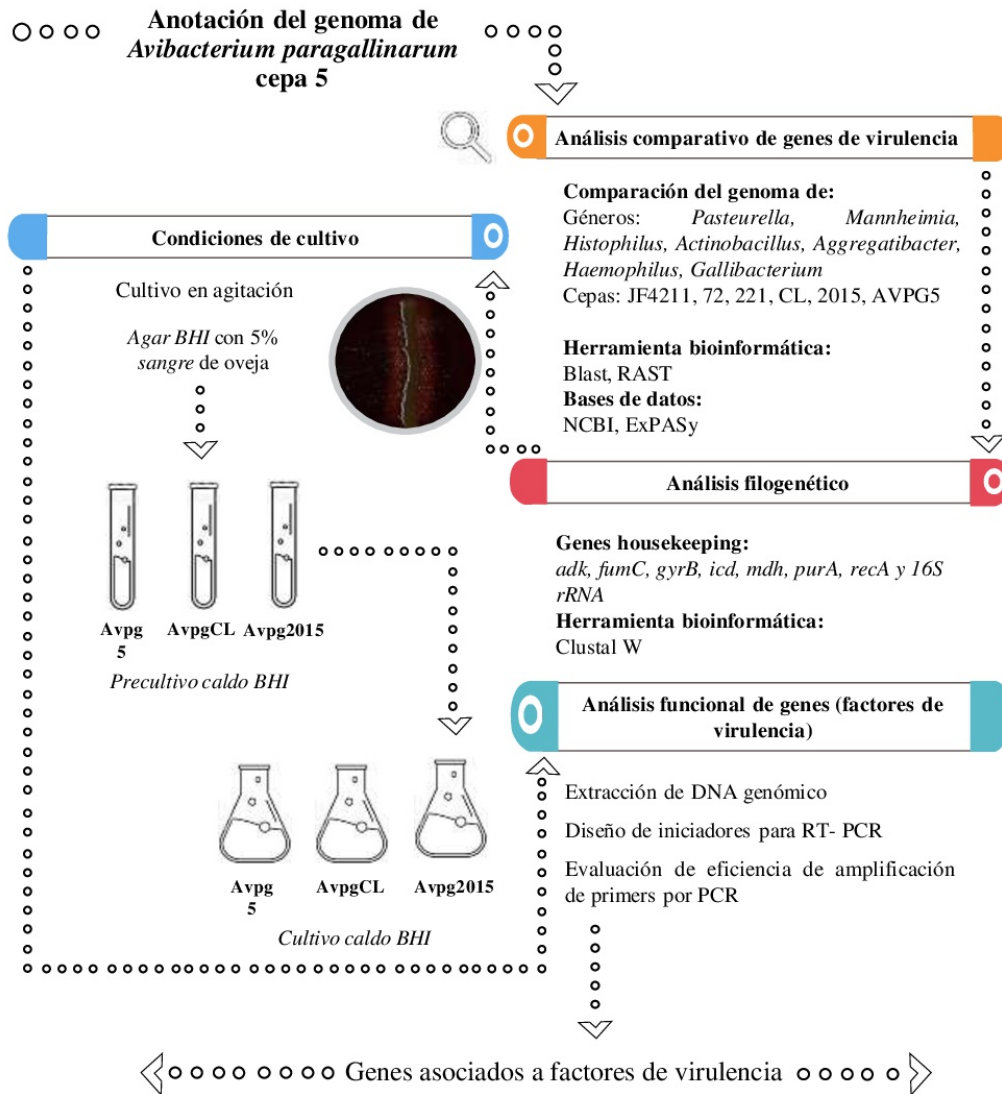 Anotación del genoma de
Avibacterium paragallinarum
cepa 5
Análisis comparativo de genes de virulencia
Comparación del genoma de:
Géneros: Pasteurella, Mannheimia,
Histophilus, Actinobacillus, Aggregatibacter,
Haemophilus, Gallibacterium
Cepas: JF4211, 72, 221, CL, 2015, AVPG5
Herramienta bioinformática:
Blast, RAST
Bases de datos:
NCBI, ExPASy
Análisis filogenético
Genes housekeeping:
adk, fumC, gyrB, icd, mdh, purA, recA y 16S
rRNA
Herramienta bioinformática:
Clustal W
Condiciones de cultivo
Cultivo en agitación
Agar BHI con 5%
sangre de oveja
Avpg
5
AvpgCL
Avpg2015
Precultivo caldo BHI
Avpg
5
AvpgCL
Avpg2015
Cultivo caldo BHI
Análisis funcional de genes (factores de
virulencia)
Extracción de DNA genómico
Diseño de iniciadores para RT- PCR
Evaluación de eficiencia de amplificación
de primers por PCR
Genes asociados a factores de virulencia